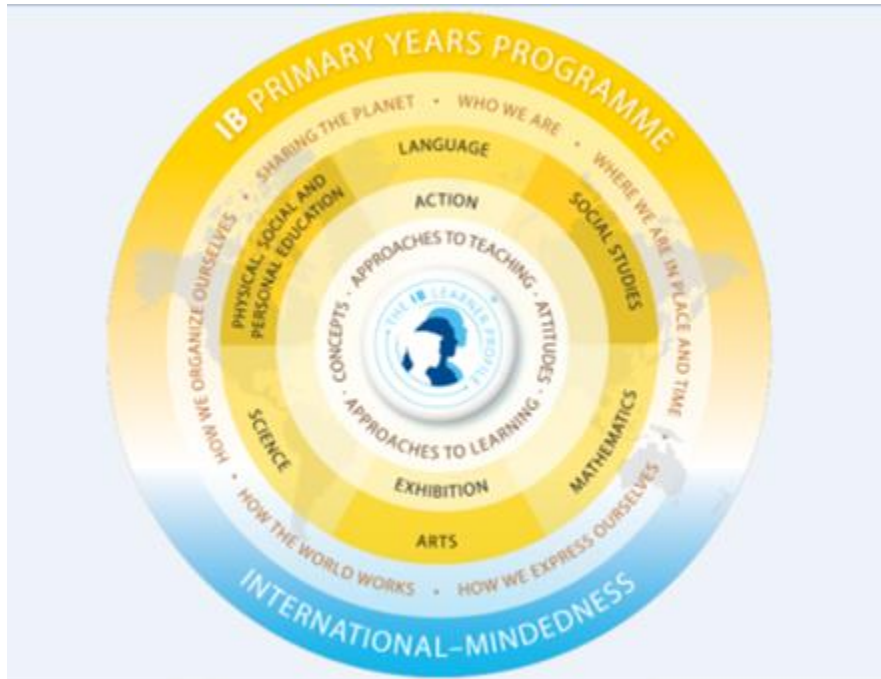 IB PRIMARY YEARS PROGRAMME
SHARING THE PLANET • WHO WE ARE • WHERE WE ARE IN PLACE AND TIME •
HOW WE EXPRESS OURSELVES • HOW THE WORLD WORKS • HOW WE ORGANIZE OURSELVES •
LANGUAGE
SOCIAL STUDIES
MATHEMATICS
ARTS
SCIENCE
PHYSICAL, SOCIAL AND
PERSONAL EDUCATION
ACTION
EXHIBITION
APPROACHES TO TEACHING · ATTITUDES ·
APPROACHES TO LEARNING · CONCEPTS ·
THE IB LEARNER PROFILE
INTERNATIONAL–MINDEDNESS